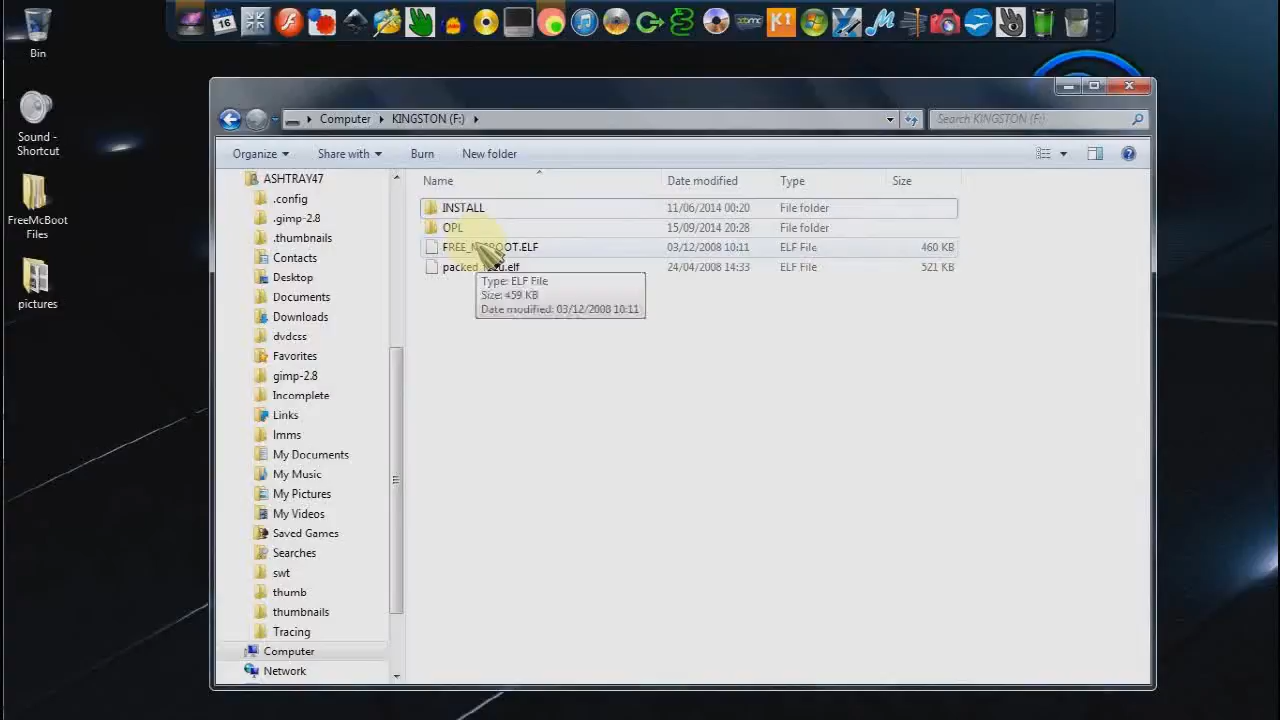 16
K!
xbmc
Bin
Sound -
Shortcut
FreeMcBoot
Files
pictures
Computer
KINGSTON (F:)
Search KINGSTON (F:)
Organize
Share with
Burn
New folder
ASHTRAY47
.config
.gimp-2.8
.thumbnails
Contacts
Desktop
Documents
Downloads
dvdcss
Favorites
gimp-2.8
Incomplete
Links
lmms
My Documents
My Music
My Pictures
My Videos
Saved Games
Searches
swt
thumb
thumbnails
Tracing
Computer
Network
Name Date modified Type Size
INSTALL 11/06/2014 00:20 File folder
OPL 15/09/2014 20:28 File folder
03/12/2008 10:11 ELF File 460 KB
24/04/2008 14:33 ELF File 521 KB
Type: ELF File
Size: 459 KB
Date modified: 03/12/2008 10:11